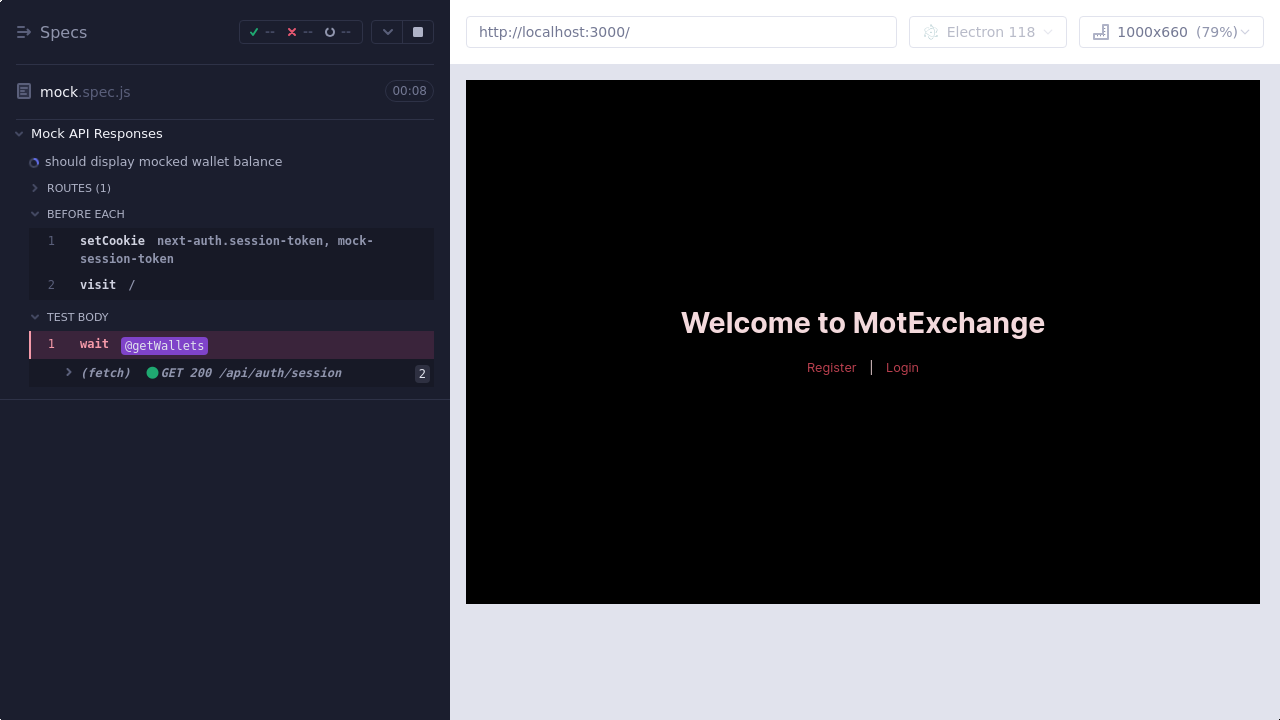 Specs
--
--
--
mock.spec.js
00:08
Mock API Responses
should display mocked wallet balance
ROUTES (1)
BEFORE EACH
1 setCookie next-auth.session-token, mock-
session-token
2 visit /
TEST BODY
1 wait @getWallets
(fetch) GET 200 /api/auth/session 2
http://localhost:3000/
Electron 118
1000x660 (79%)
Welcome to MotExchange
Register | Login